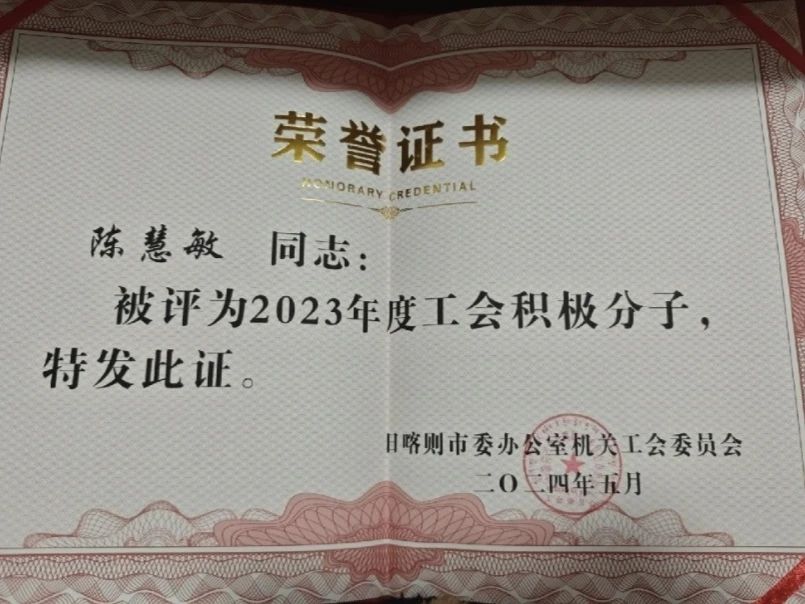 荣誉证书
HONORARY CREDENTIAL
陈慧敏 同志：
被评为2023年度工会积极分子，
特发此证。
日喀则市委办公室机关工会委员会
二〇二四年五月